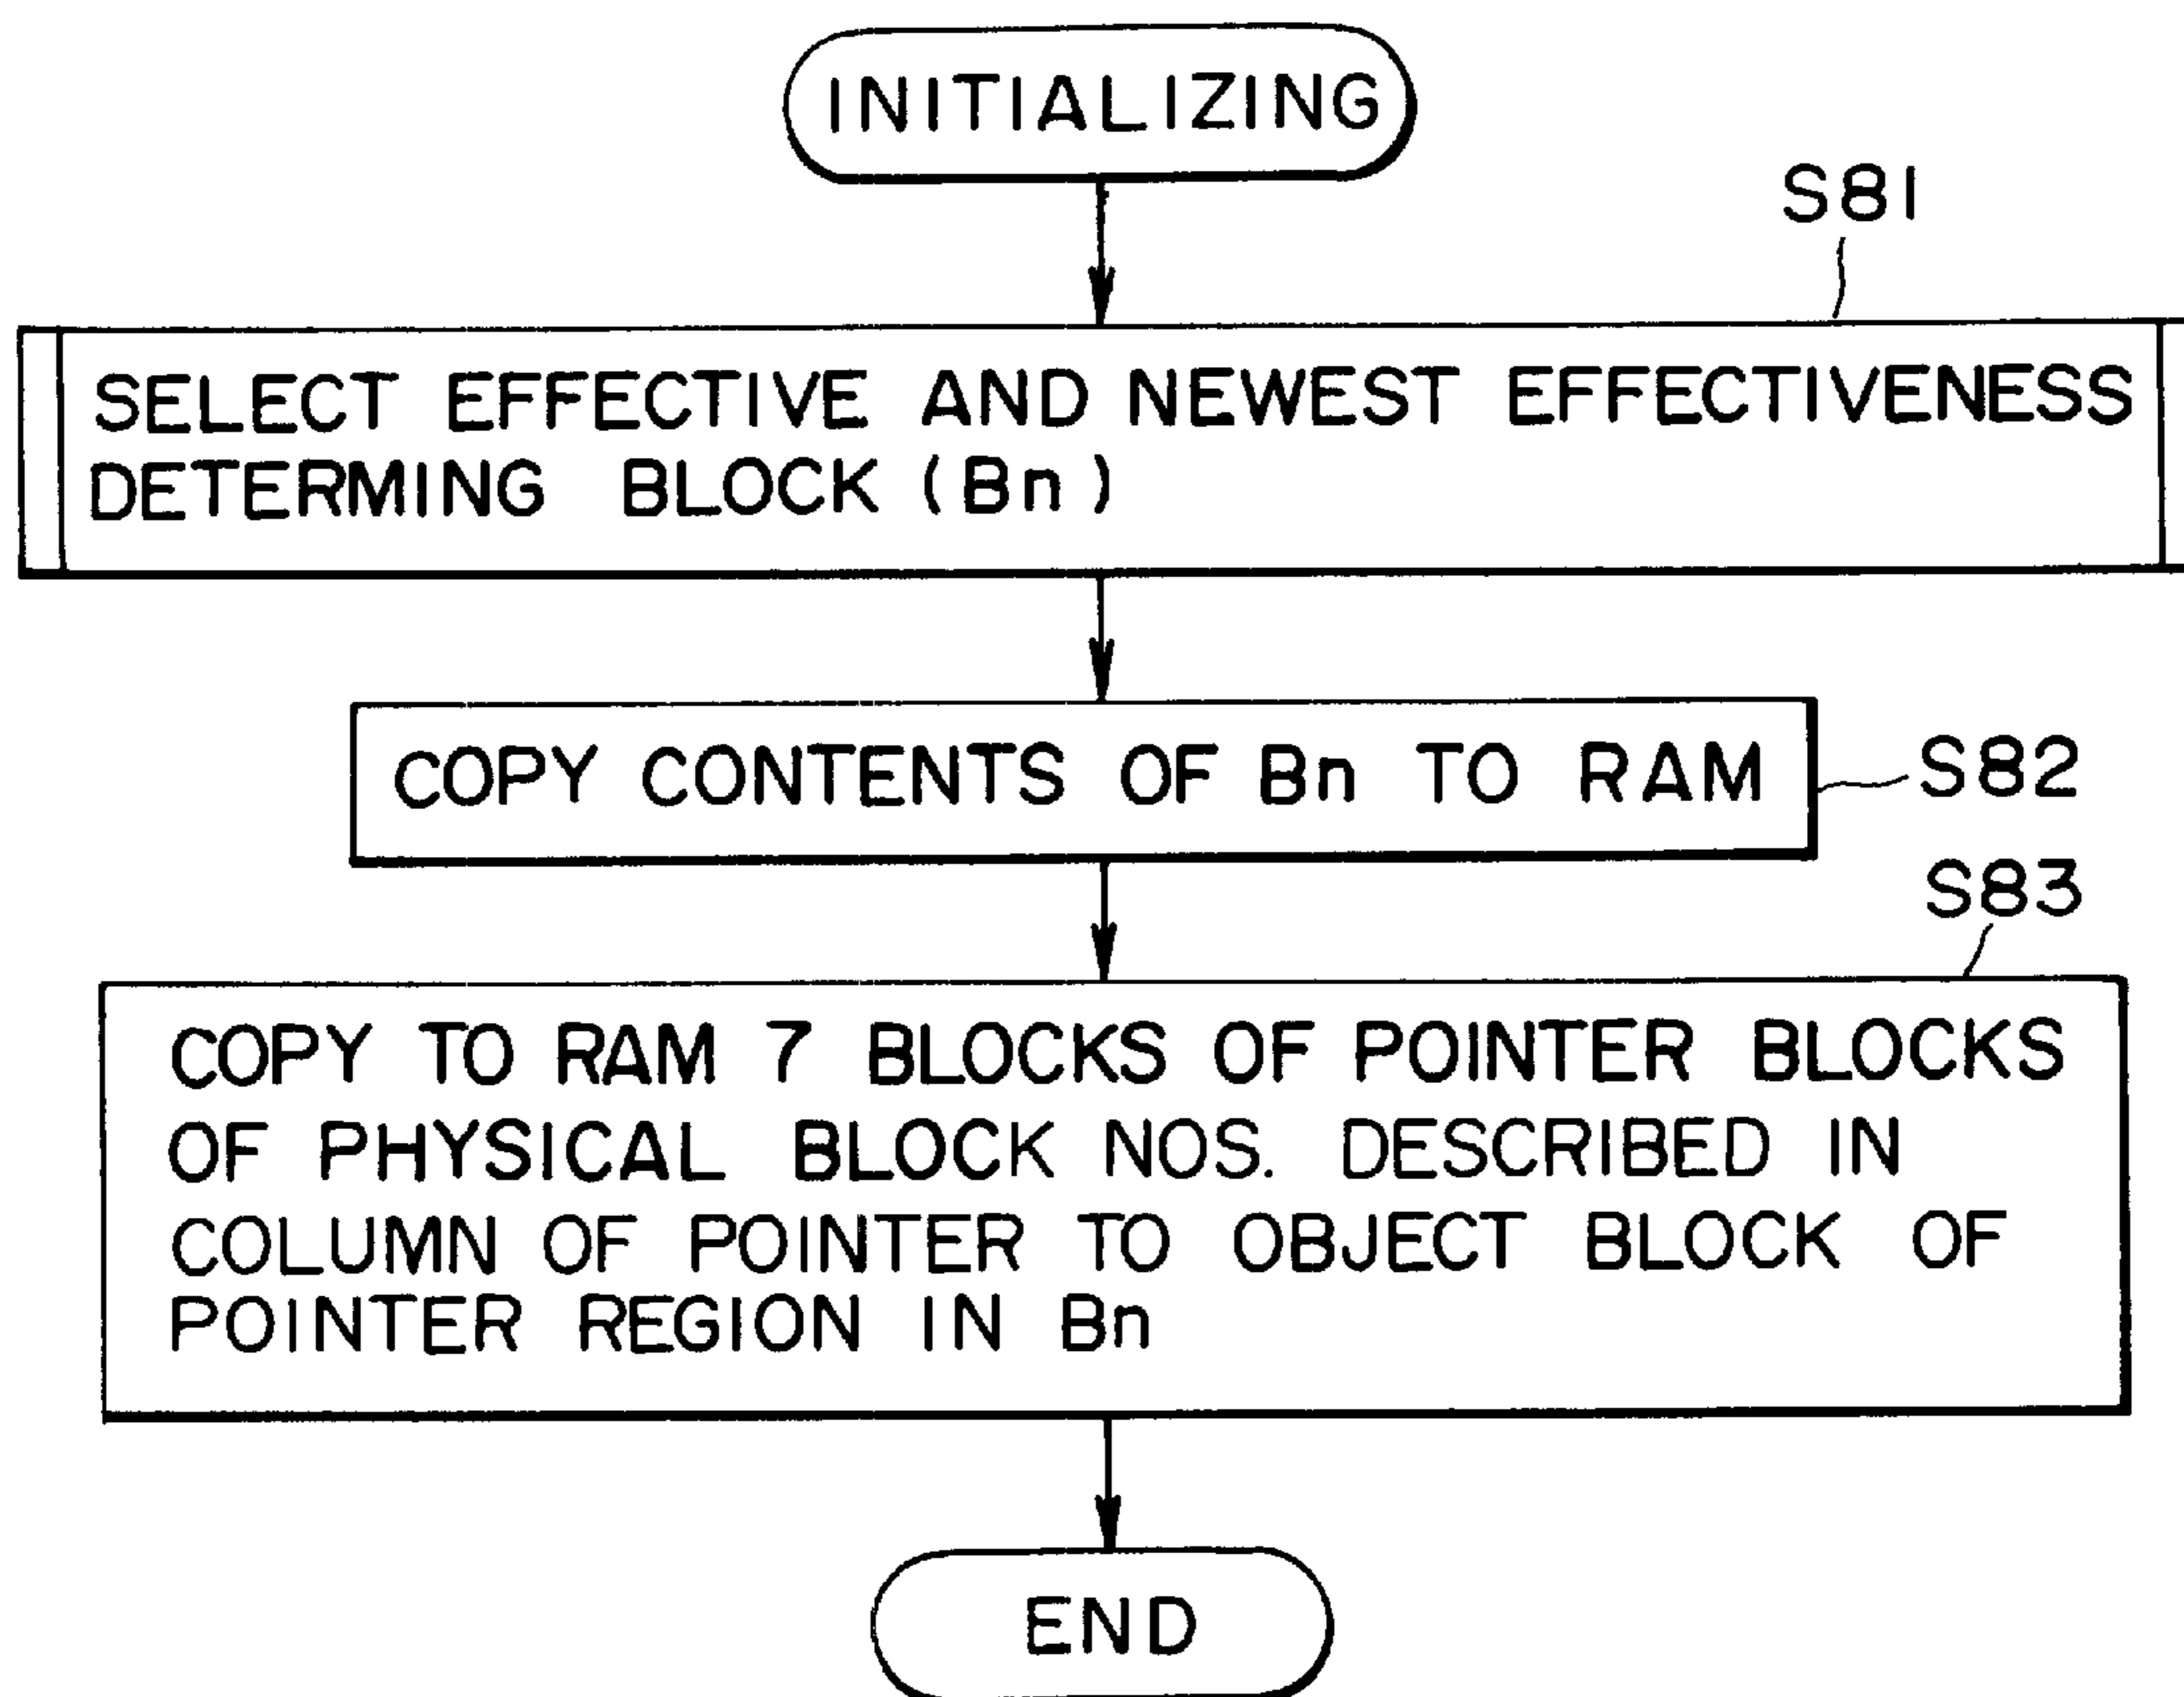 INITIALIZING
S81
SELECT EFFECTIVE AND NEWEST EFFECTIVENESS
DETERMING BLOCK (Bn)
COPY CONTENTS OF Bn TO RAM
S82
S83
COPY TO RAM 7 BLOCKS OF POINTER BLOCKS
OF PHYSICAL BLOCK NOS. DESCRIBED IN
COLUMN OF POINTER TO OBJECT BLOCK OF
POINTER REGION IN Bn
END